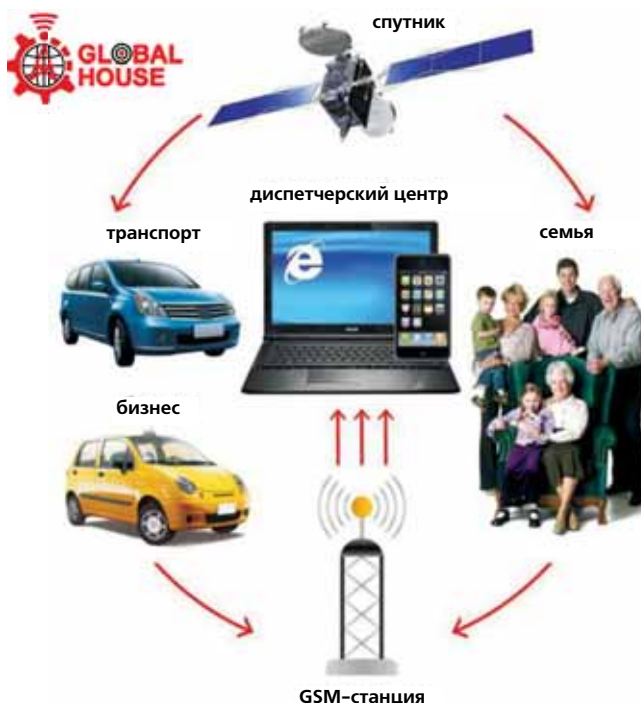 GLOBAL
HOUSE
спутник
диспетчерский центр
транспорт
семья
бизнес
GSM-станция